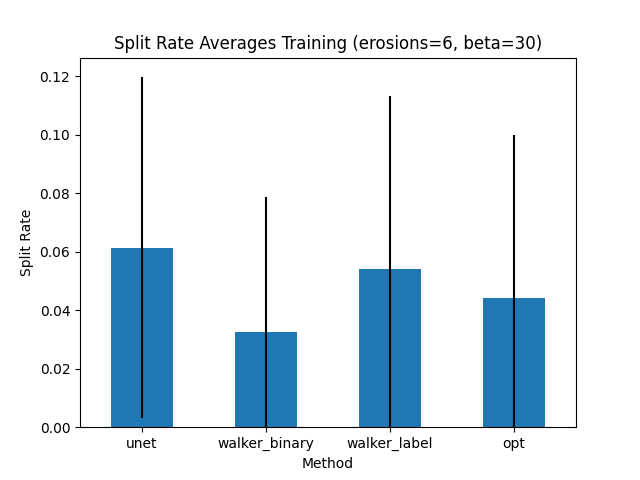 Split Rate Averages Training (erosions=6, beta=30)
0.12
0.10
0.08
0.06
0.04
0.02
0.00
Split Rate
unet
walker_binary
walker_label
opt
Method